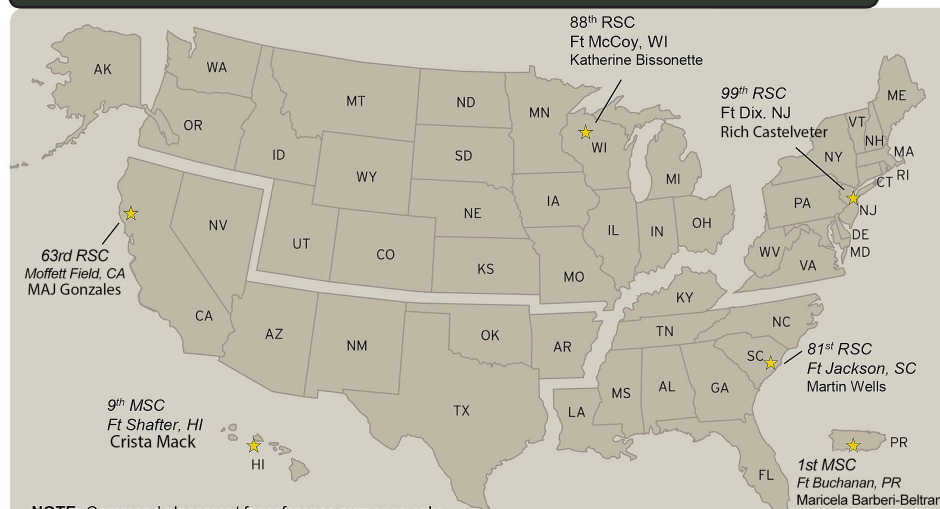 88th RSC
Ft McCoy, WI
Katherine Bissonette
99th RSC
Ft Dix. NJ
Rich Castelveter
AK
WA
OR
ID
MT
WY
ND
SD
NE
MN
WI
IA
IL
IN
MI
OH
KS
MO
UT
CO
NV
CA
63rd RSC
Moffett Field, CA
MAJ Gonzales
ME
VT
NH
MA
NY
RI
CT
PA
NJ
DE
MD
WV
VA
KY
TN
NC
SC
81st RSC
Ft Jackson, SC
Martin Wells
AZ
NM
OK
AR
TX
LA
MS
AL
GA
FL
9th MSC
Ft Shafter, HI
Crista Mack
HI
PR
1st MSC
Ft Buchanan, PR
Maricela Barberi-Beltran
NOTE